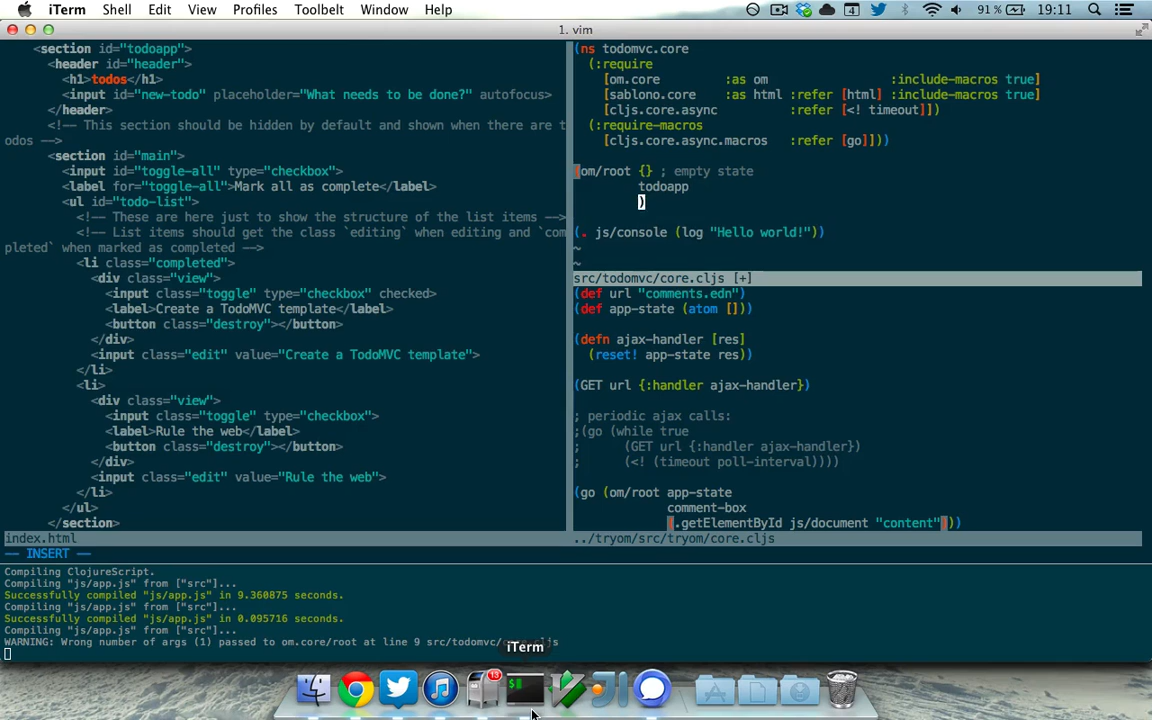 iTerm Shell Edit View Profiles Toolbelt Window Help 4 91% 19:11
1. vim
<section id="todoapp">
<header id="header">
<h1>todos</h1>
<input id="new-todo" placeholder="What needs to be done?" autofocus>
</header>
<!-- This section should be hidden by default and shown when there are t
odos -->
<section id="main">
<input id="toggle-all" type="checkbox">
<label for="toggle-all">Mark all as complete</label>
<ul id="todo-list">
<!-- These are here just to show the structure of the list items -->
<!-- List items should get the class `editing` when editing and `com
pleted` when marked as completed -->
<li class="completed">
<div class="view">
<input class="toggle" type="checkbox" checked>
<label>Create a TodoMVC template</label>
<button class="destroy"></button>
</div>
<input class="edit" value="Create a TodoMVC template">
</li>
<li>
<div class="view">
<input class="toggle" type="checkbox">
<label>Rule the web</label>
<button class="destroy"></button>
</div>
<input class="edit" value="Rule the web">
</li>
</ul>
</section>
index.html
-- INSERT --
(ns todomvc.core
(:require
[om.core :as om :include-macros true]
[sablono.core :as html :refer [html] :include-macros true]
[cljs.core.async :refer [<! timeout]])
(:require-macros
[cljs.core.async.macros :refer [go]]))
(om/root {} ; empty state
todoapp
)
(. js/console (log "Hello world!"))
~
~
src/todomvc/core.cljs [+]
(def url "comments.edn")
(def app-state (atom []))
(defn ajax-handler [res]
(reset! app-state res))
(GET url {:handler ajax-handler})
; periodic ajax calls:
;(go (while true
; (GET url {:handler ajax-handler})
; (<! (timeout poll-interval))))
(go (om/root app-state
comment-box
(.getElementById js/document "content")))
../tryom/src/tryom/core.cljs
Compiling ClojureScript.
Compiling "js/app.js" from ["src"]...
Successfully compiled "js/app.js" in 9.360875 seconds.
Compiling "js/app.js" from ["src"]...
Successfully compiled "js/app.js" in 0.095716 seconds.
Compiling "js/app.js" from ["src"]...
WARNING: Wrong number of args (1) passed to om.core/root at line 9 src/todomvc/core.cljs
iTerm
13